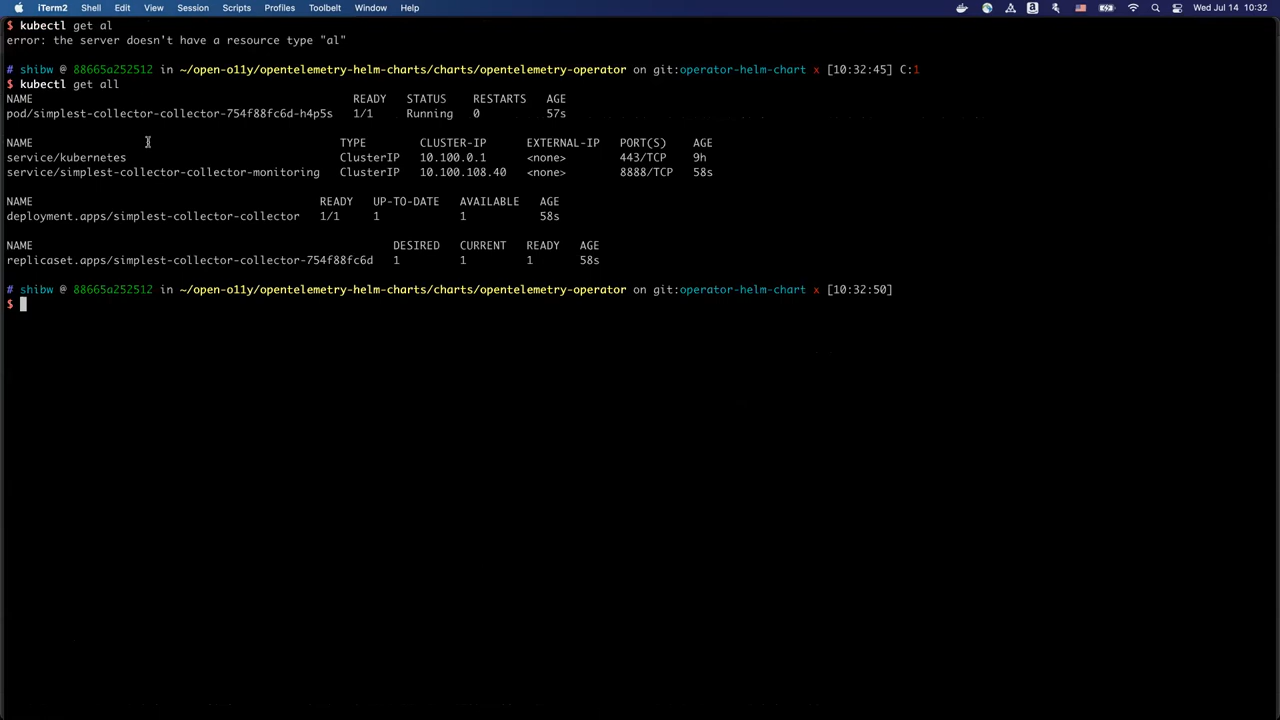 iTerm2 Shell Edit View Session Scripts Profiles Toolbelt Window Help Wed Jul 14 10:32
$ kubectl get al
error: the server doesn't have a resource type "al"
# shibw @ 88665a252512 in ~/open-o11y/opentelemetry-helm-charts/charts/opentelemetry-operator on git:operator-helm-chart x [10:32:45] C:1
$ kubectl get all
NAME READY STATUS RESTARTS AGE
pod/simplest-collector-collector-754f88fc6d-h4p5s 1/1 Running 0 57s
NAME TYPE CLUSTER-IP EXTERNAL-IP PORT(S) AGE
service/kubernetes ClusterIP 10.100.0.1 <none> 443/TCP 9h
service/simplest-collector-collector-monitoring ClusterIP 10.100.108.40 <none> 8888/TCP 58s
NAME READY UP-TO-DATE AVAILABLE AGE
deployment.apps/simplest-collector-collector 1/1 1 1 58s
NAME DESIRED CURRENT READY AGE
replicaset.apps/simplest-collector-collector-754f88fc6d 1 1 1 58s
# shibw @ 88665a252512 in ~/open-o11y/opentelemetry-helm-charts/charts/opentelemetry-operator on git:operator-helm-chart x [10:32:50]
$